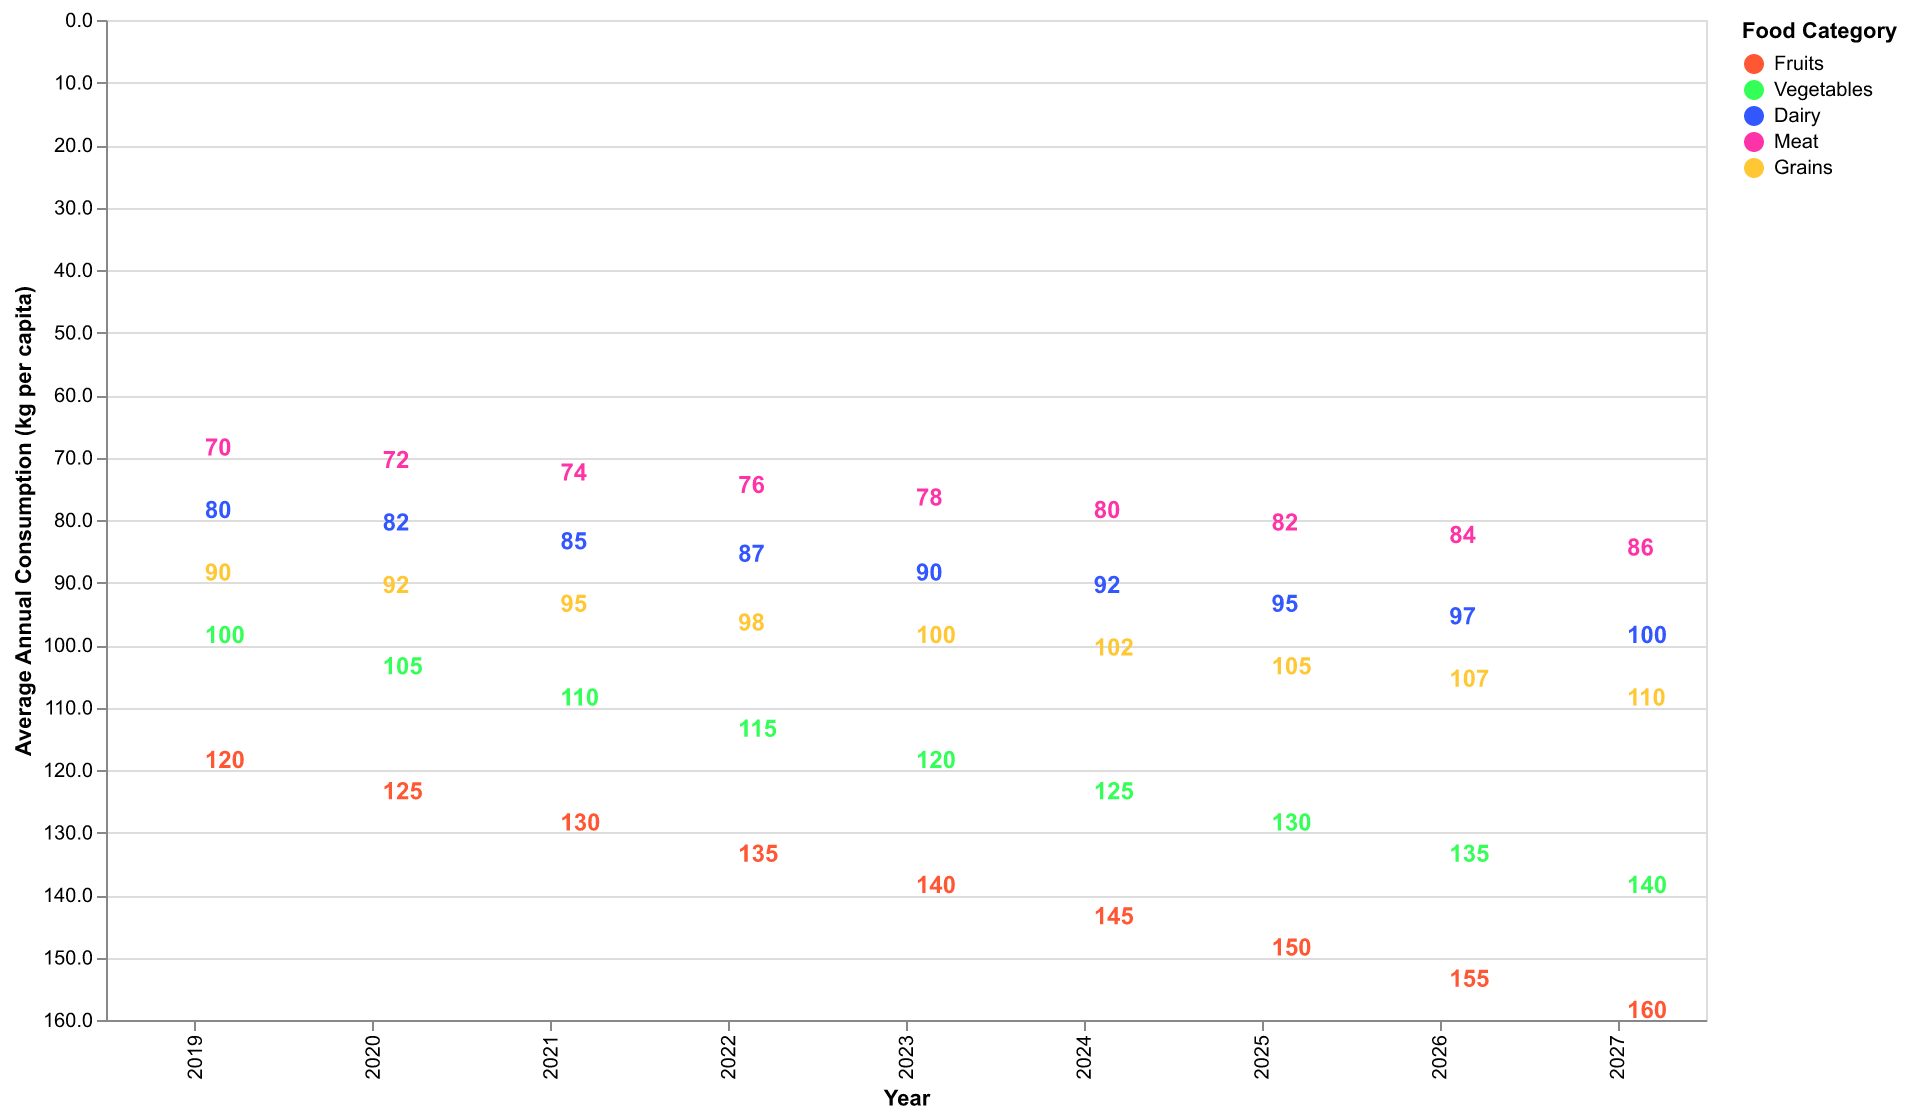 0.0
10.0
20.0
30.0
40.0
50.0
60.0
70.0
80.0
90.0
100.0
110.0
120.0
130.0
140.0
150.0
160.0
Average Annual Consumption (kg per capita)
70 72 74 76 78 80 82 84 86
80 82 85 87 90 92 95 97 100
90 92 95 98 100 102 105 107 110
100 105 110 115 120 125 130 135 140
120 125 130 135 140 145 150 155 160
2019 2020 2021 2022 2023 2024 2025 2026 2027
Year
Food Category
Fruits
Vegetables
Dairy
Meat
Grains